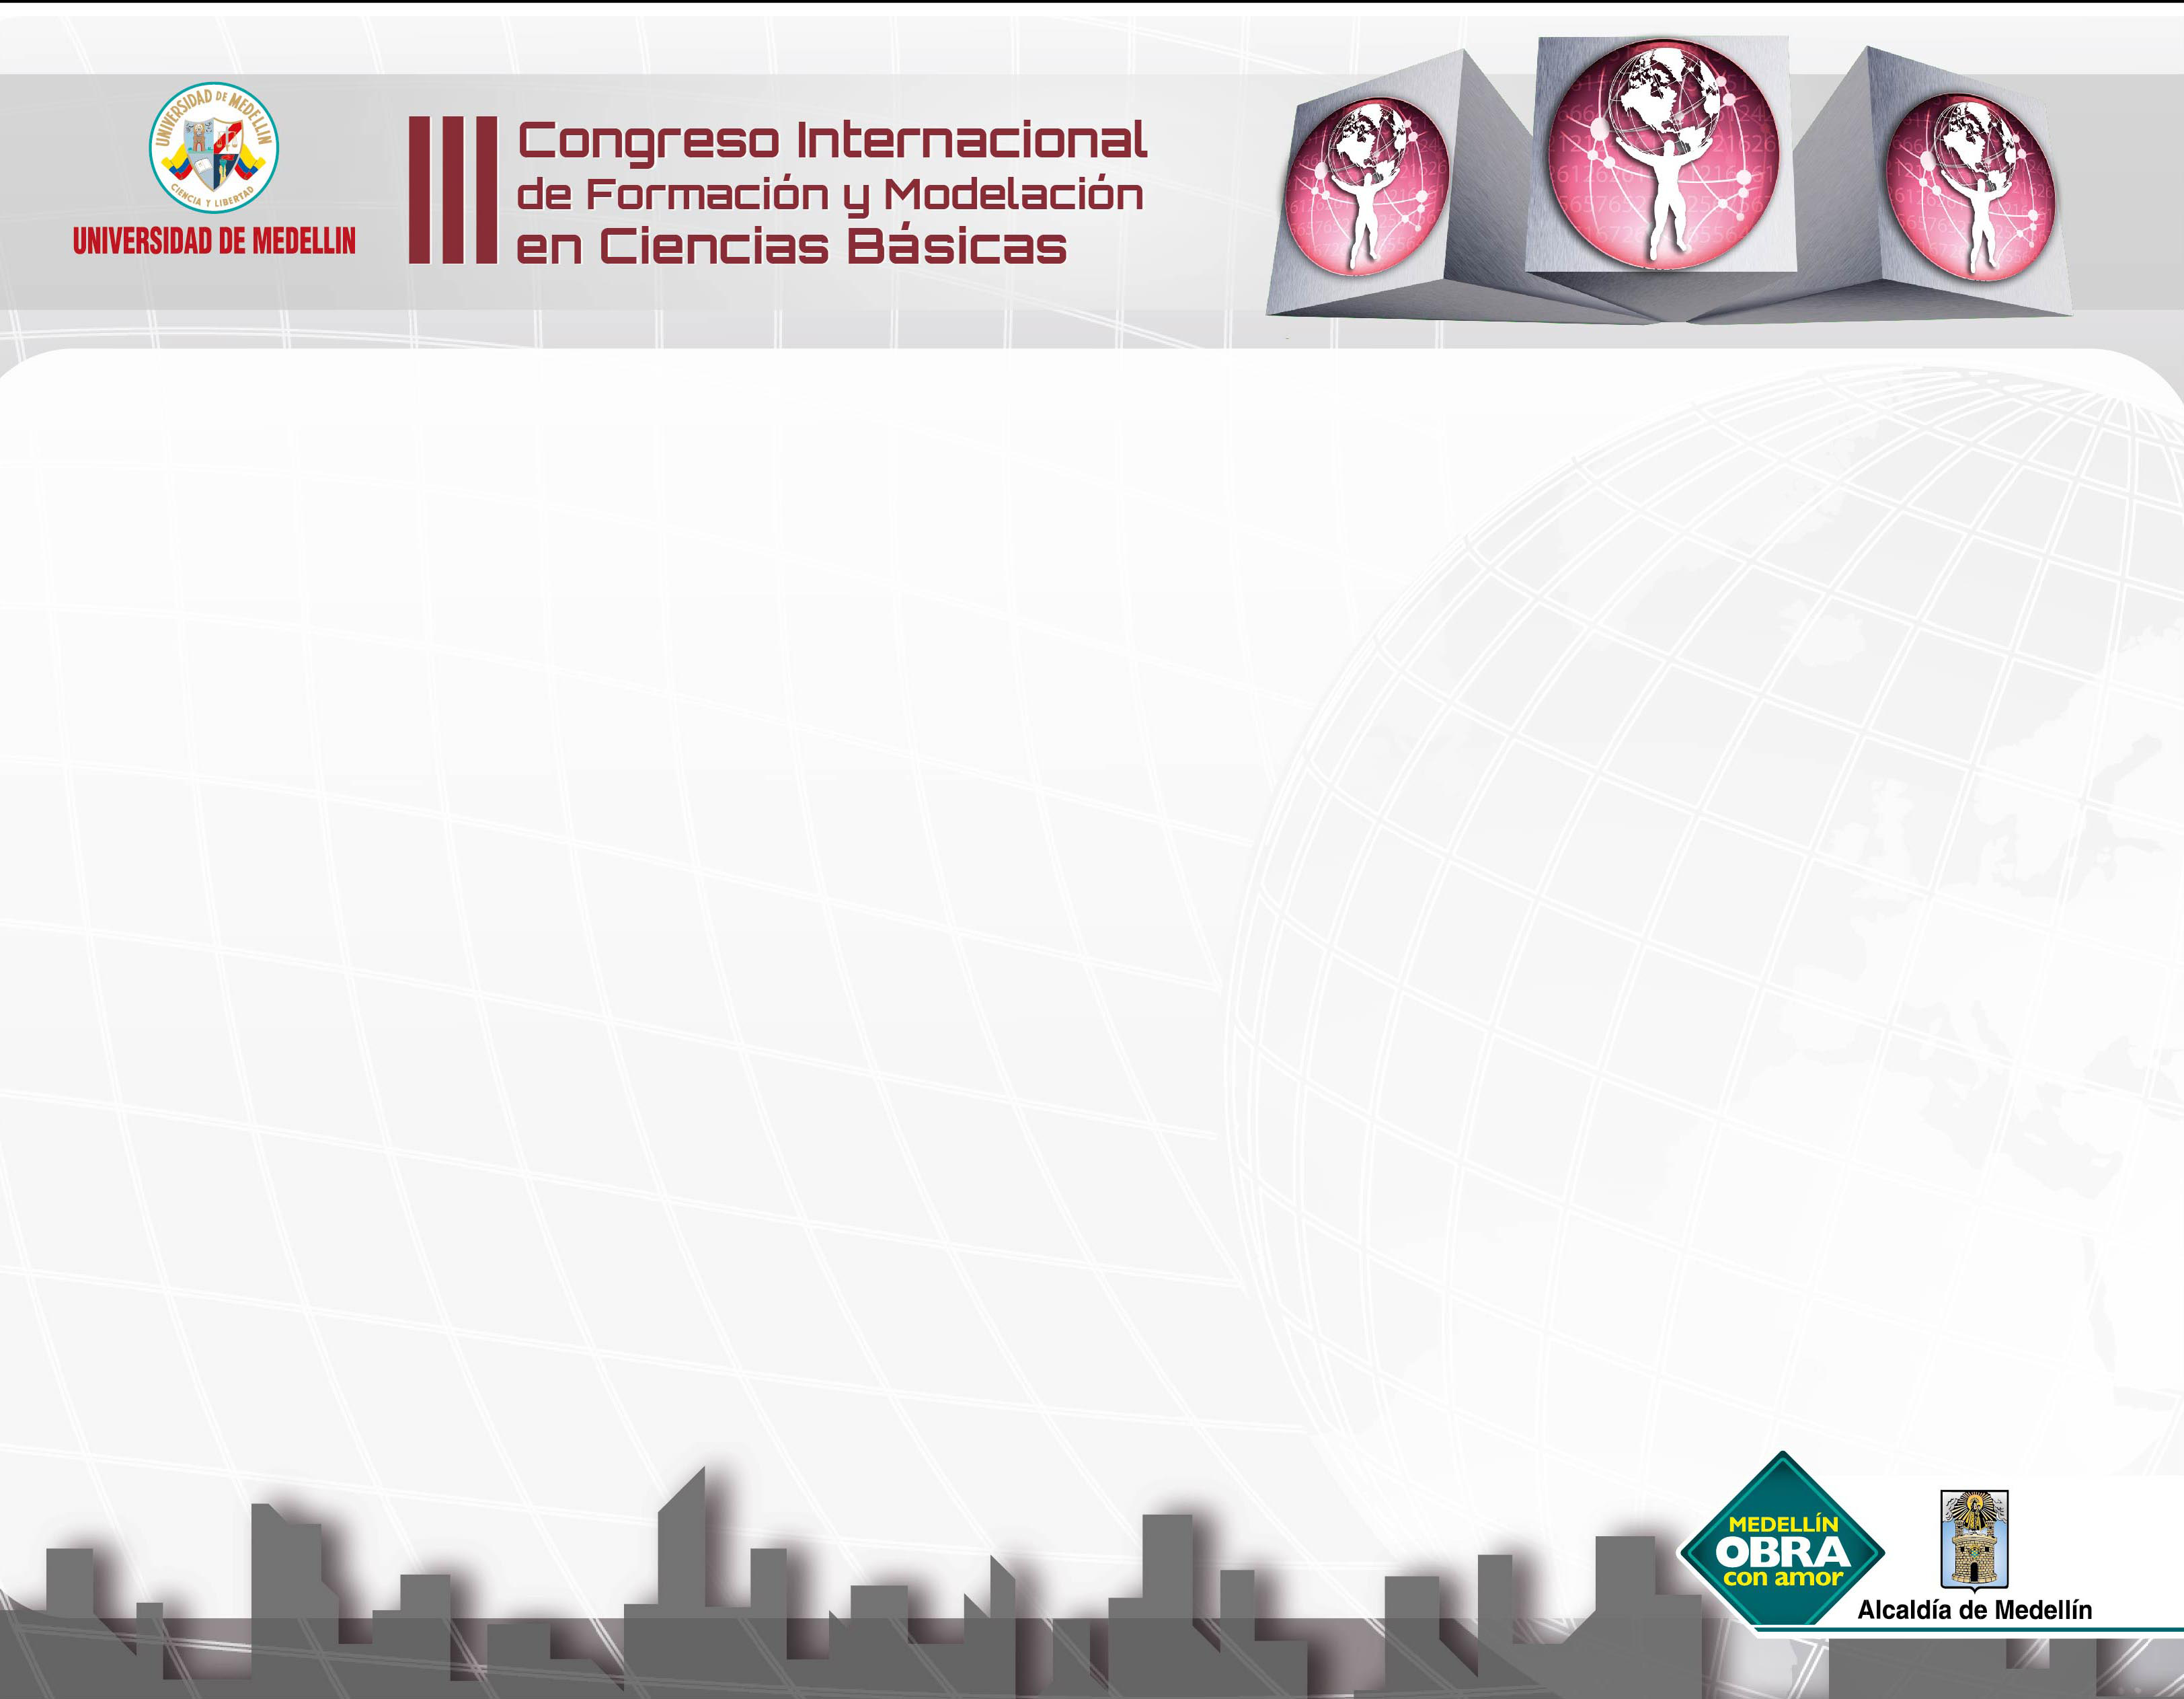 UNIVERSIDAD DE MEDELLIN
CIENCIA Y LIBERTAD
UNIVERSIDAD DE MEDELLIN
III Congreso Internacional
de Formación y Modelación
en Ciencias Básicas
MEDELLÍN
OBRA
con amor
Alcaldía de Medellín